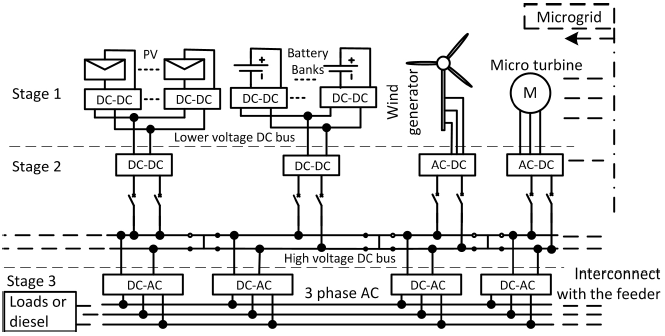 Microgrid
PV
Battery
Banks
Wind
generator
Micro turbine
M
Stage 1
DC-DC
DC-DC
DC-DC
DC-DC
Lower voltage DC bus
Stage 2
DC-DC
DC-DC
AC-DC
AC-DC
High voltage DC bus
Stage 3
DC-AC
DC-AC
3 phase AC
DC-AC
DC-AC
Interconnect
with the feeder
Loads or
diesel